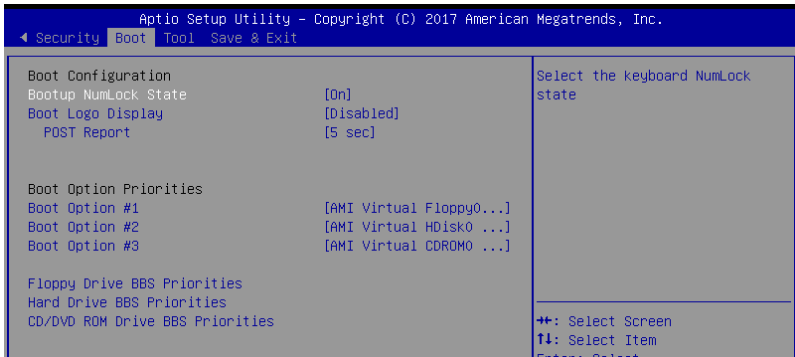 Aptio Setup Utility – Copyright (C) 2017 American Megatrends, Inc.
Security Boot Tool Save & Exit
Boot Configuration
Bootup NumLock State [On]
Boot Logo Display [Disabled]
POST Report [5 sec]
Boot Option Priorities
Boot Option #1 [AMI Virtual Floppy0...]
Boot Option #2 [AMI Virtual HDisk0 ...]
Boot Option #3 [AMI Virtual CDROM0 ...]
Floppy Drive BBS Priorities
Hard Drive BBS Priorities
CD/DVD ROM Drive BBS Priorities
Select the keyboard NumLock
state
→←: Select Screen
↑↓: Select Item
Enter: Select